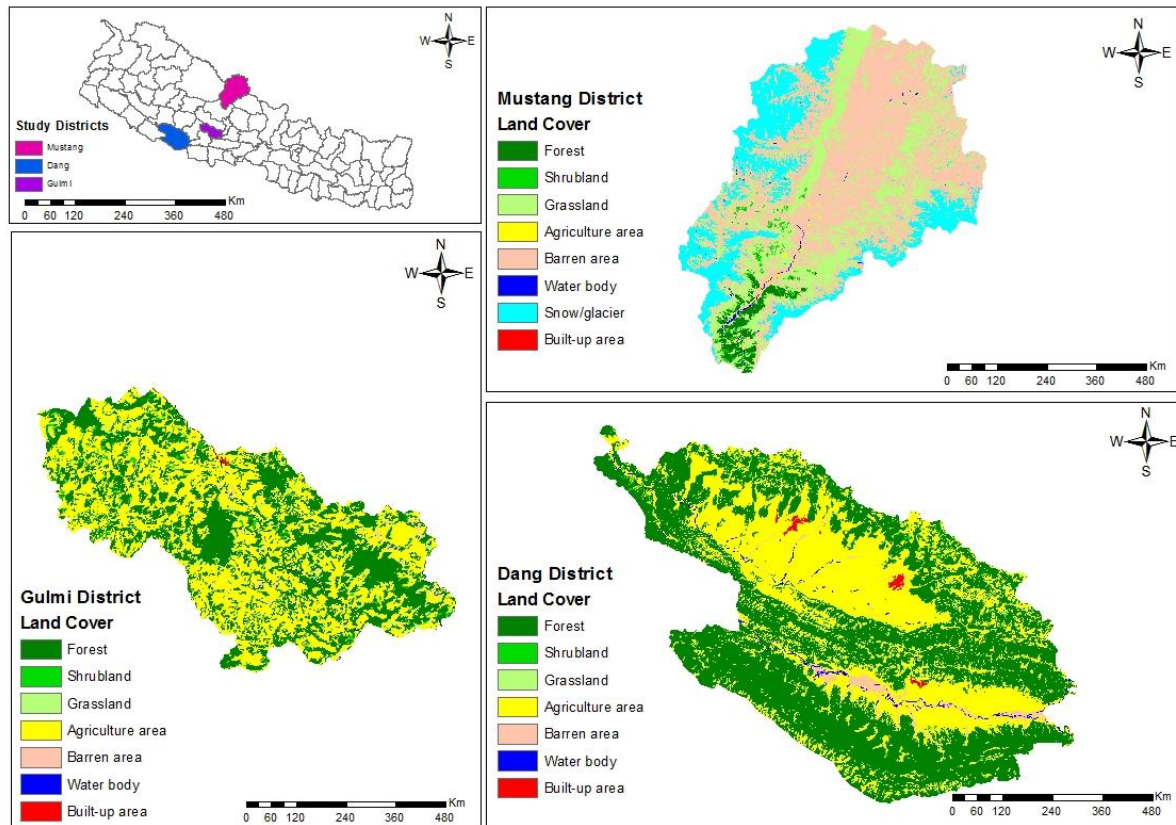 N
W E
S
Study Districts
Mustang
Dang
Gulmi
Km
0 60 120 240 360 480
N
W E
S
Mustang District
Land Cover
Forest
Shrubland
Grassland
Agriculture area
Barren area
Water body
Snow/glacier
Built-up area
Km
0 60 120 240 360 480
N
W E
S
Gulmi District
Land Cover
Forest
Shrubland
Grassland
Agriculture area
Barren area
Water body
Built-up area
Km
0 60 120 240 360 480
N
W E
S
Dang District
Land Cover
Forest
Shrubland
Grassland
Agriculture area
Barren area
Water body
Built-up area
Km
0 60 120 240 360 480